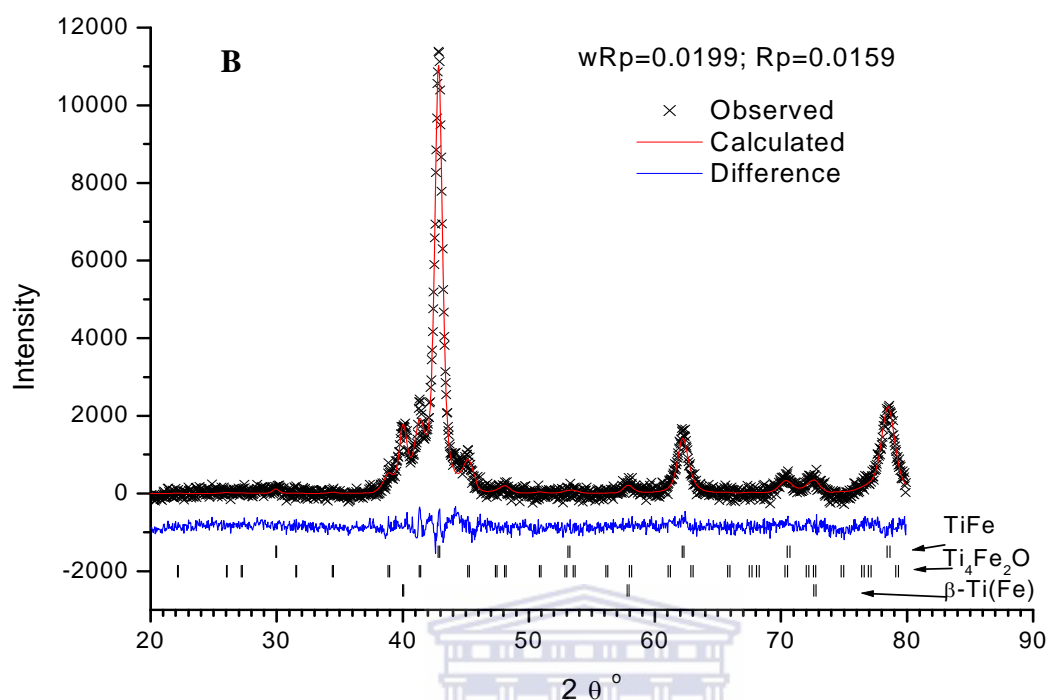 12000
B
wRp=0.0199; Rp=0.0159
10000
Observed
Calculated
Difference
8000
6000
4000
2000
0
-2000
Intensity
TiFe
Ti₄Fe₂O
β-Ti(Fe)
20 30 40 50 60 70 80 90
2 θ °